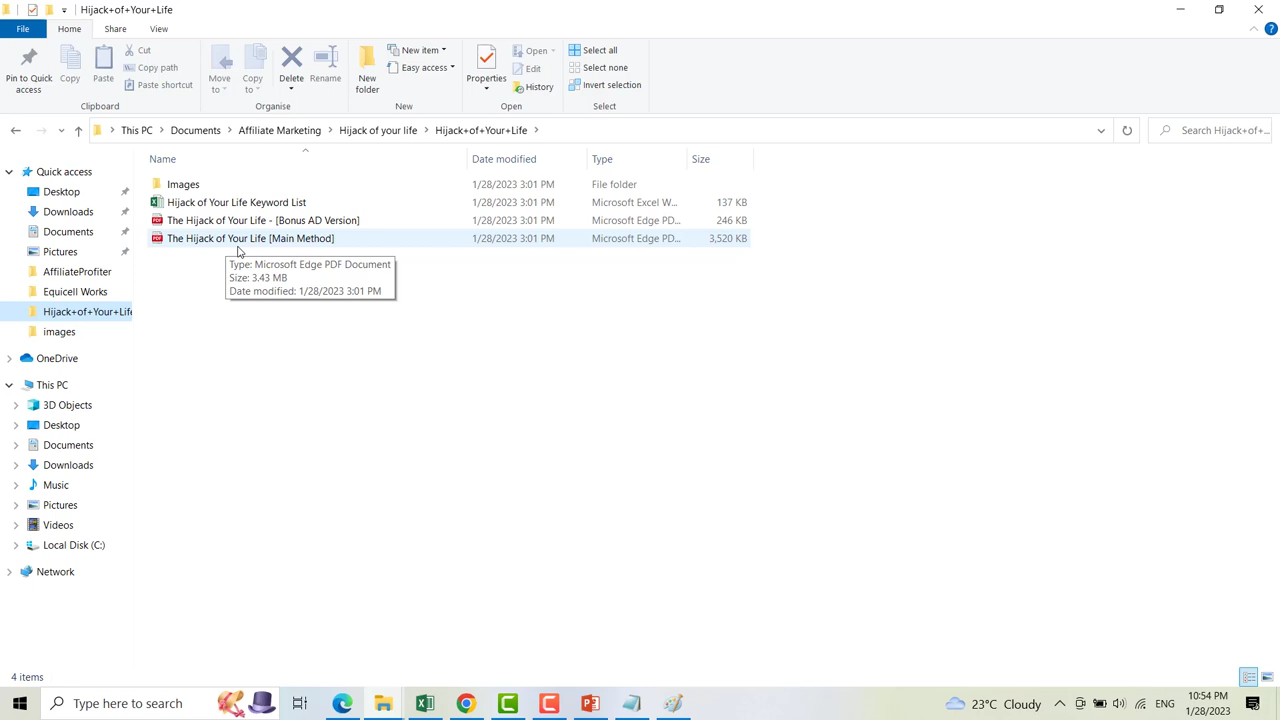 Hijack+of+Your+Life
File Home Share View
Pin to Quick access
Copy
Paste
Cut
Copy path
Paste shortcut
Clipboard
Move to
Copy to
Delete
Rename
Organise
New folder
New item
Easy access
New
Properties
Open
Edit
History
Open
Select all
Select none
Invert selection
Select
This PC Documents Affiliate Marketing Hijack of your life Hijack+of+Your+Life
Search Hijack+of+...
Quick access
Desktop
Downloads
Documents
Pictures
AffiliateProfiter
Equicell Works
Hijack+of+Your+Life
images
OneDrive
This PC
3D Objects
Desktop
Documents
Downloads
Music
Pictures
Videos
Local Disk (C:)
Network
Name Date modified Type Size
Images 1/28/2023 3:01 PM File folder
Hijack of Your Life Keyword List 1/28/2023 3:01 PM Microsoft Excel W... 137 KB
The Hijack of Your Life - [Bonus AD Version] 1/28/2023 3:01 PM Microsoft Edge PD... 246 KB
The Hijack of Your Life [Main Method] 1/28/2023 3:01 PM Microsoft Edge PD... 3,520 KB
Type: Microsoft Edge PDF Document
Size: 3.43 MB
Date modified: 1/28/2023 3:01 PM
4 items
Type here to search
23°C Cloudy
ENG
10:54 PM
1/28/2023